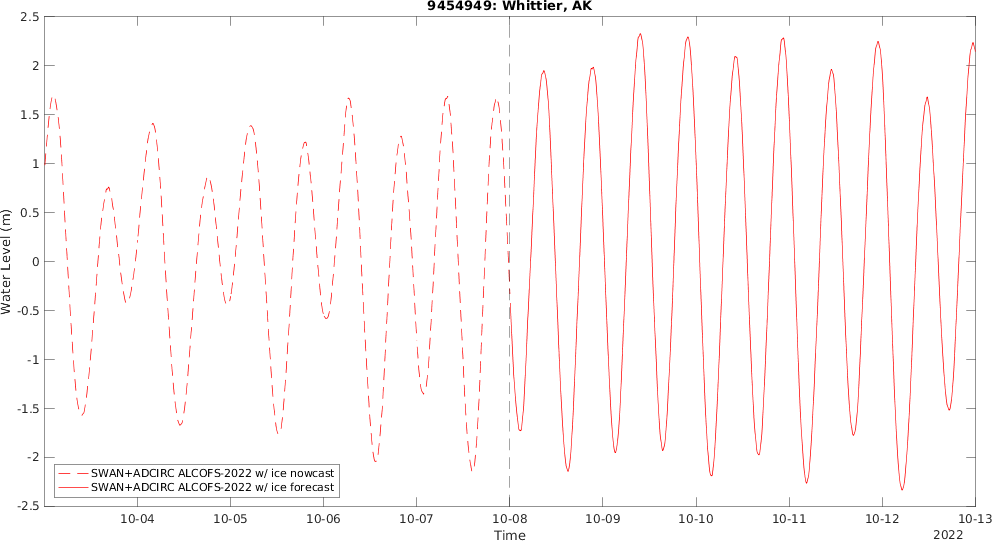 9454949: Whittier, AK
2.5
2
1.5
1
0.5
0
-0.5
-1
-1.5
-2
-2.5
Water Level (m)
SWAN+ADCIRC ALCOFS-2022 w/ ice nowcast
SWAN+ADCIRC ALCOFS-2022 w/ ice forecast
10-04 10-05 10-06 10-07 10-08 10-09 10-10 10-11 10-12 10-13
Time
2022